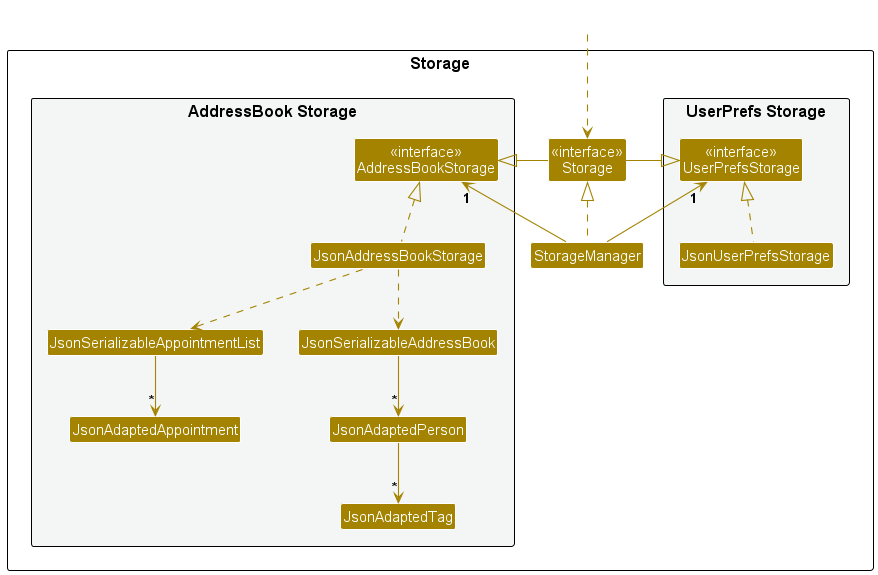 Storage
AddressBook Storage
UserPrefs Storage
«interface»
AddressBookStorage
«interface»
Storage
«interface»
UserPrefsStorage
1
1
JsonAddressBookStorage
StorageManager
JsonUserPrefsStorage
JsonSerializableAppointmentList
JsonSerializableAddressBook
*
*
JsonAdaptedAppointment
JsonAdaptedPerson
*
JsonAdaptedTag